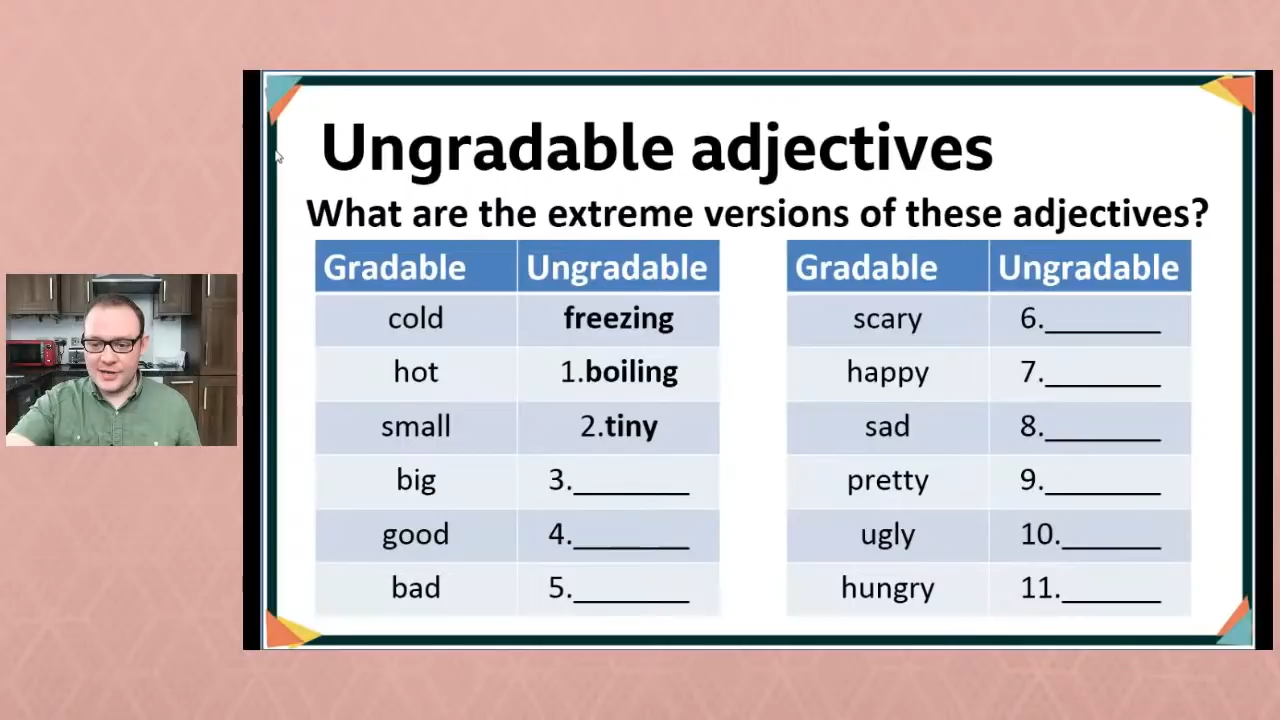 Ungradable adjectives
What are the extreme versions of these adjectives?
Gradable Ungradable
cold freezing
hot 1.boiling
small 2.tiny
big 3.________
good 4.________
bad 5.________
Gradable Ungradable
scary 6.________
happy 7.________
sad 8.________
pretty 9.________
ugly 10._______
hungry 11._______